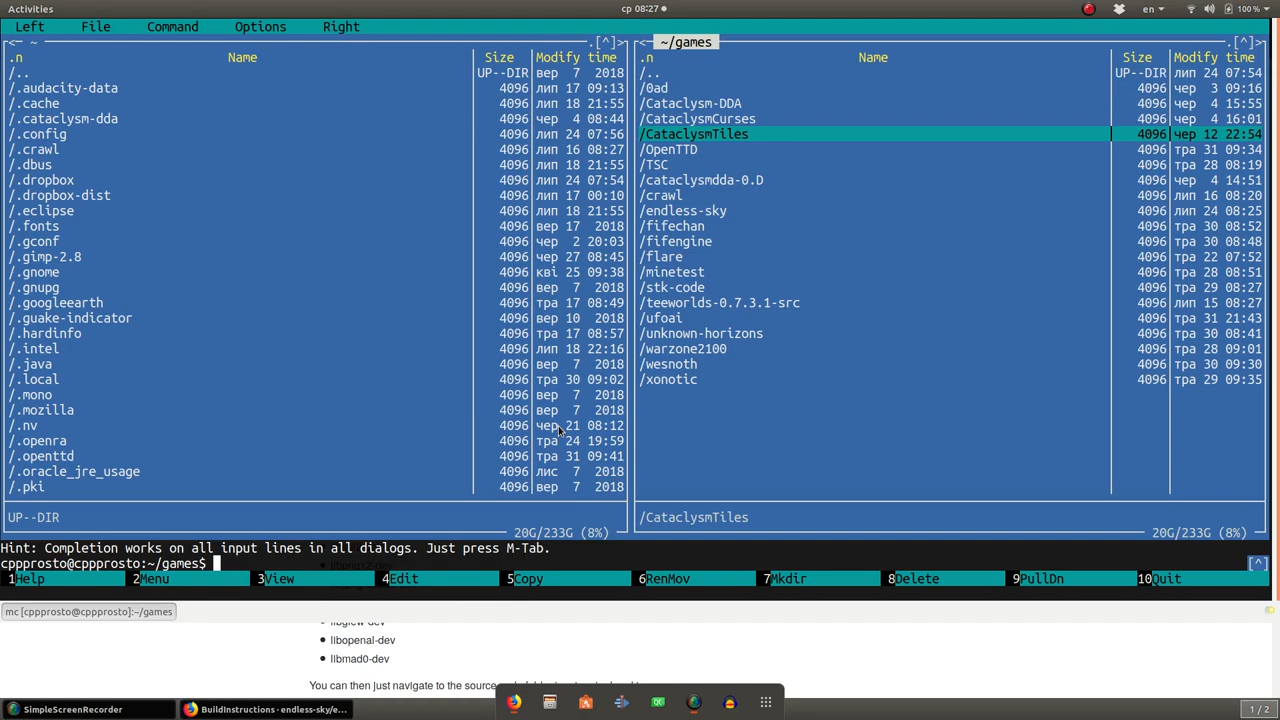 Activities ср 08:27 en 100 %
Left File Command Options Right
<─ ~ .[^]> <─ ~/games .[^]>
.n Name Size Modify time .n Name Size Modify time
/.. UP--DIR вер 7 2018 /.. UP--DIR лип 24 07:54
/.audacity-data 4096 лип 17 09:13 /0ad 4096 чер 3 09:16
/.cache 4096 лип 18 21:55 /Cataclysm-DDA 4096 чер 4 15:55
/.cataclysm-dda 4096 чер 4 08:44 /CataclysmCurses 4096 чер 4 16:01
/.config 4096 лип 24 07:56 /CataclysmTiles 4096 чер 12 22:54
/.crawl 4096 лип 16 08:27 /OpenTTD 4096 тра 31 09:34
/.dbus 4096 лип 18 21:55 /TSC 4096 тра 28 08:19
/.dropbox 4096 лип 24 07:54 /cataclysmdda-0.D 4096 чер 4 14:51
/.dropbox-dist 4096 лип 17 00:10 /crawl 4096 лип 16 08:20
/.eclipse 4096 лип 18 21:55 /endless-sky 4096 лип 24 08:25
/.fonts 4096 вер 17 2018 /fifechan 4096 тра 30 08:52
/.gconf 4096 чер 2 20:03 /fifengine 4096 тра 30 08:48
/.gimp-2.8 4096 чер 27 08:45 /flare 4096 тра 22 07:52
/.gnome 4096 кві 25 09:38 /minetest 4096 тра 28 08:51
/.gnupg 4096 вер 7 2018 /stk-code 4096 тра 29 08:27
/.googleearth 4096 тра 17 08:49 /teeworlds-0.7.3.1-src 4096 лип 15 08:27
/.guake-indicator 4096 вер 10 2018 /ufoai 4096 тра 31 21:43
/.hardinfo 4096 тра 17 08:57 /unknown-horizons 4096 тра 30 08:41
/.intel 4096 лип 18 22:16 /warzone2100 4096 тра 28 09:01
/.java 4096 вер 7 2018 /wesnoth 4096 тра 30 09:30
/.local 4096 тра 30 09:02 /xonotic 4096 тра 29 09:35
/.mono 4096 вер 7 2018
/.mozilla 4096 вер 7 2018
/.nv 4096 чер 21 08:12
/.openra 4096 тра 24 19:59
/.openttd 4096 тра 31 09:41
/.oracle_jre_usage 4096 лис 7 2018
/.pki 4096 вер 7 2018
UP--DIR /CataclysmTiles
20G/233G (8%) 20G/233G (8%)
Hint: Completion works on all input lines in all dialogs. Just press M-Tab.
cppprosto@cppprosto:~/games$ [^]
1Help 2Menu 3View 4Edit 5Copy 6RenMov 7Mkdir 8Delete 9PullDn 10Quit
mc [cppprosto@cppprosto]:~/games
libglew-dev
libopenal-dev
libmad0-dev
You can then just navigate to the source
SimpleScreenRecorder BuildInstructions · endless-sky/e... 1 / 2